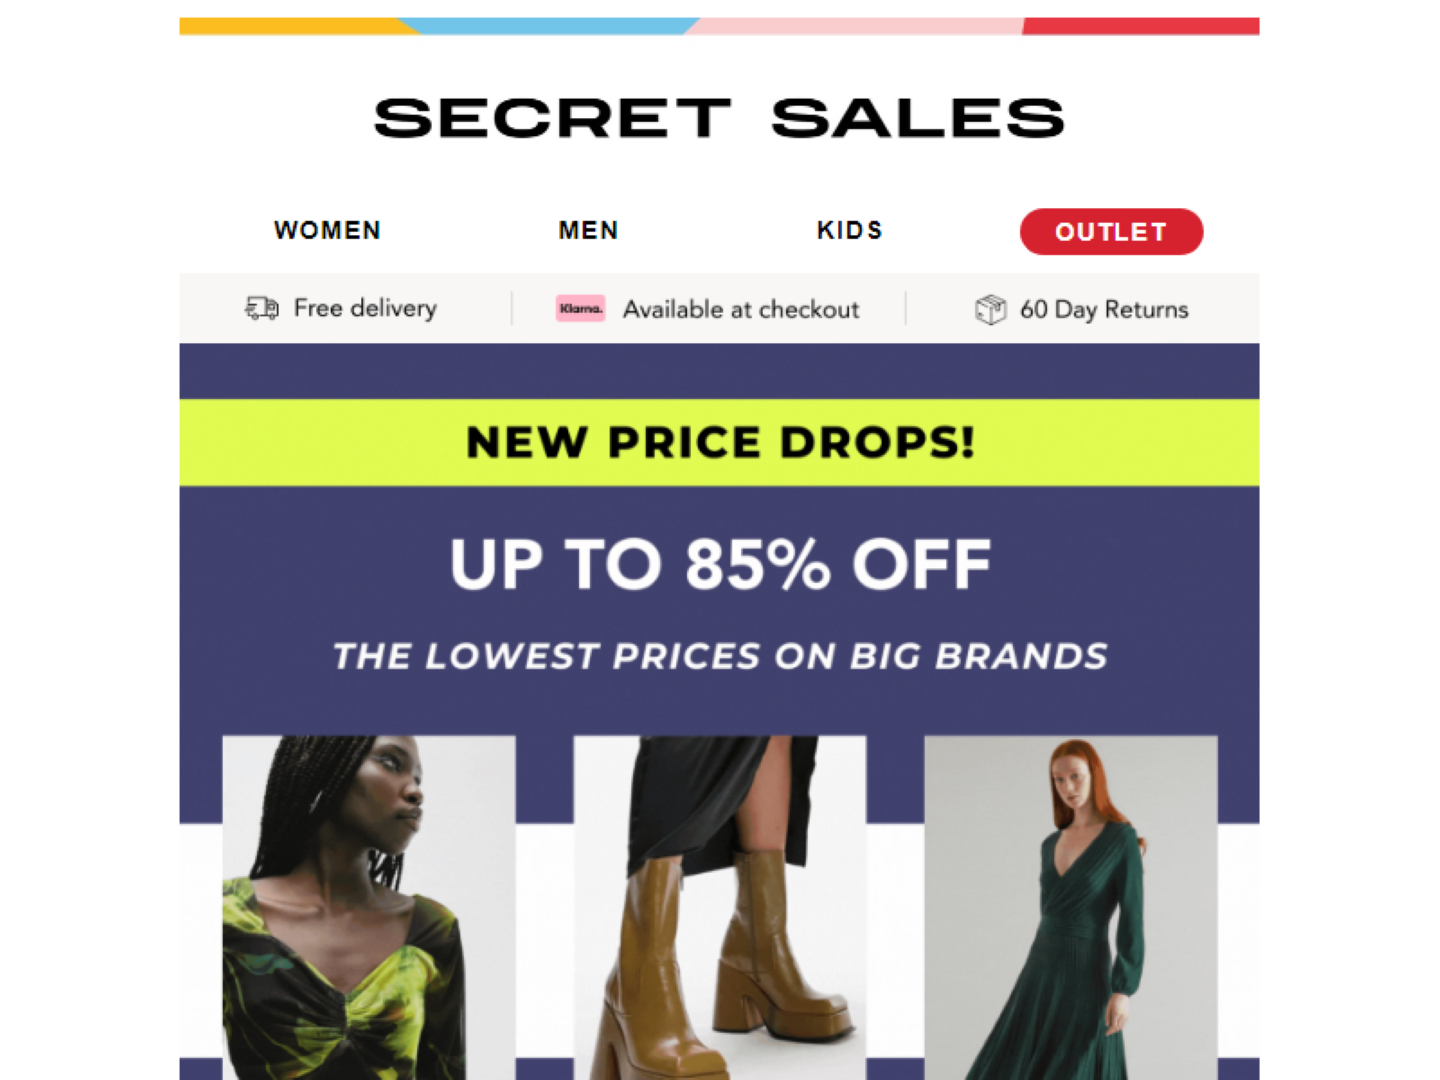 SECRET SALES
WOMEN MEN KIDS OUTLET
Free delivery Klarna. Available at checkout 60 Day Returns
NEW PRICE DROPS!
UP TO 85% OFF
THE LOWEST PRICES ON BIG BRANDS